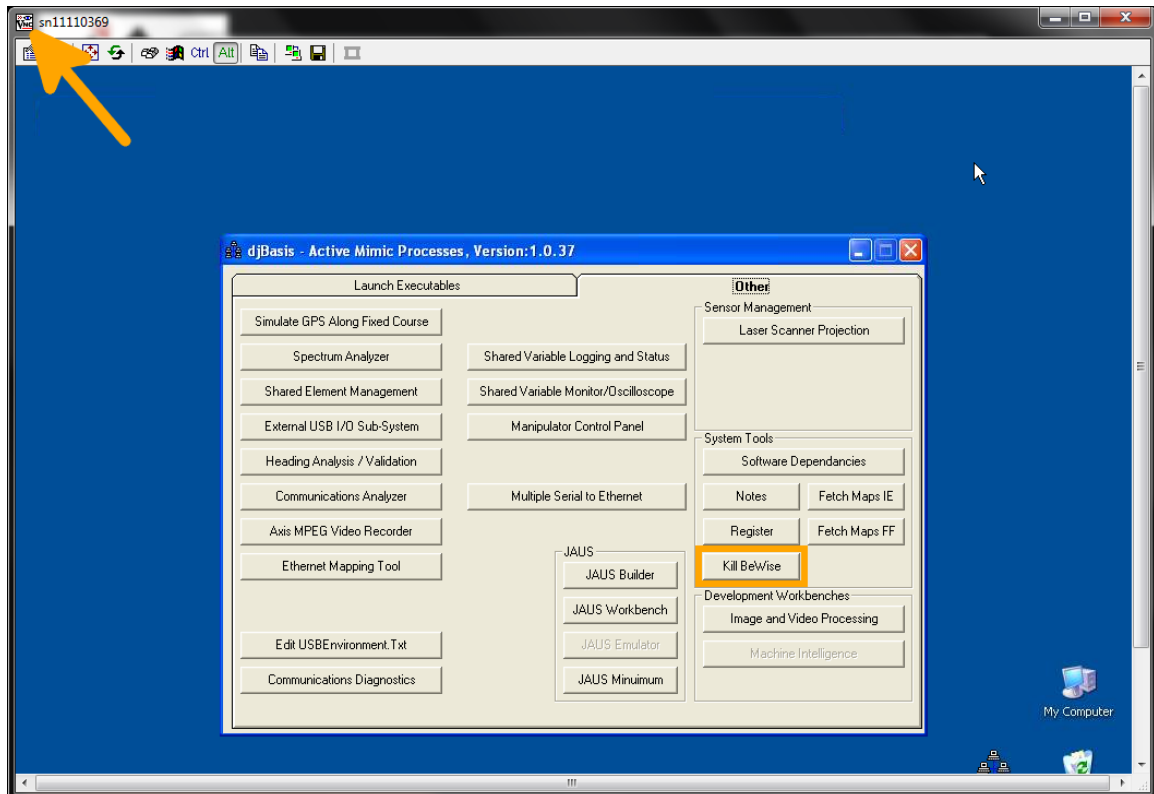 sn11110369
Ctrl Alt
djBasis - Active Mimic Processes, Version:1.0.37
Launch Executables
Other
Simulate GPS Along Fixed Course
Spectrum Analyzer
Shared Element Management
External USB I/O Sub-System
Heading Analysis / Validation
Communications Analyzer
Axis MPEG Video Recorder
Ethernet Mapping Tool
Edit USBEnvironment.Txt
Communications Diagnostics
Shared Variable Logging and Status
Shared Variable Monitor/Oscilloscope
Manipulator Control Panel
Multiple Serial to Ethernet
JAUS
JAUS Builder
JAUS Workbench
JAUS Emulator
JAUS Minuimum
Sensor Management
Laser Scanner Projection
System Tools
Software Dependancies
Notes
Fetch Maps IE
Register
Fetch Maps FF
Kill BeWise
Development Workbenches
Image and Video Processing
Machine Intelligence
My Computer